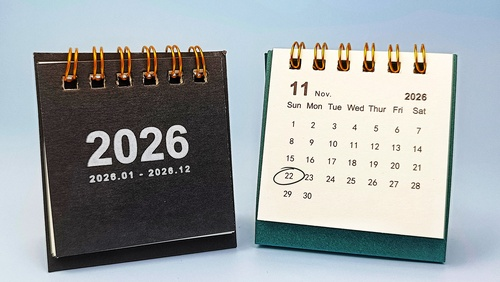 2026
2026.01 - 2026.12
11 Nov. 2026
Sun Mon Tue Wed Thur Fri Sat
1 2 3 4 5 6 7
8 9 10 11 12 13 14
15 16 17 18 19 20 21
22 23 24 25 26 27 28
29 30